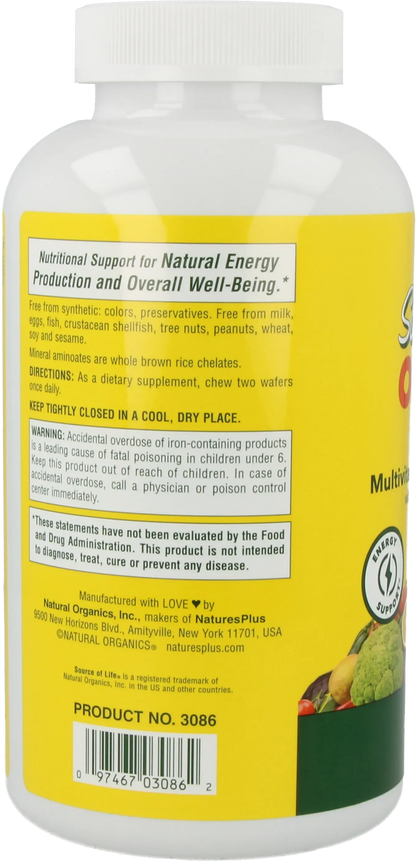 Nutritional Support for Natural Energy
Production and Overall Well-Being.*
Free from synthetic: colors, preservatives. Free from milk,
eggs, fish, crustacean shellfish, tree nuts, peanuts, wheat,
soy and sesame.
Mineral aminoates are whole brown rice chelates.
DIRECTIONS: As a dietary supplement, chew two wafers
once daily.
KEEP TIGHTLY CLOSED IN A COOL, DRY PLACE.
WARNING: Accidental overdose of iron-containing products
is a leading cause of fatal poisoning in children under 6.
Keep this product out of reach of children. In case of
accidental overdose, call a physician or poison control
center immediately.
*These statements have not been evaluated by the Food
and Drug Administration. This product is not intended
to diagnose, treat, cure or prevent any disease.
Manufactured with LOVE ♥ by
Natural Organics, Inc., makers of NaturesPlus
9500 New Horizons Blvd., Amityville, New York 11701, USA
©NATURAL ORGANICS® naturesplus.com
Source of Life® is a registered trademark of
Natural Organics, Inc. in the US and other countries.
PRODUCT NO. 3086
0 97467 03086 2
Multivita
ENERGY
SUPPORT*